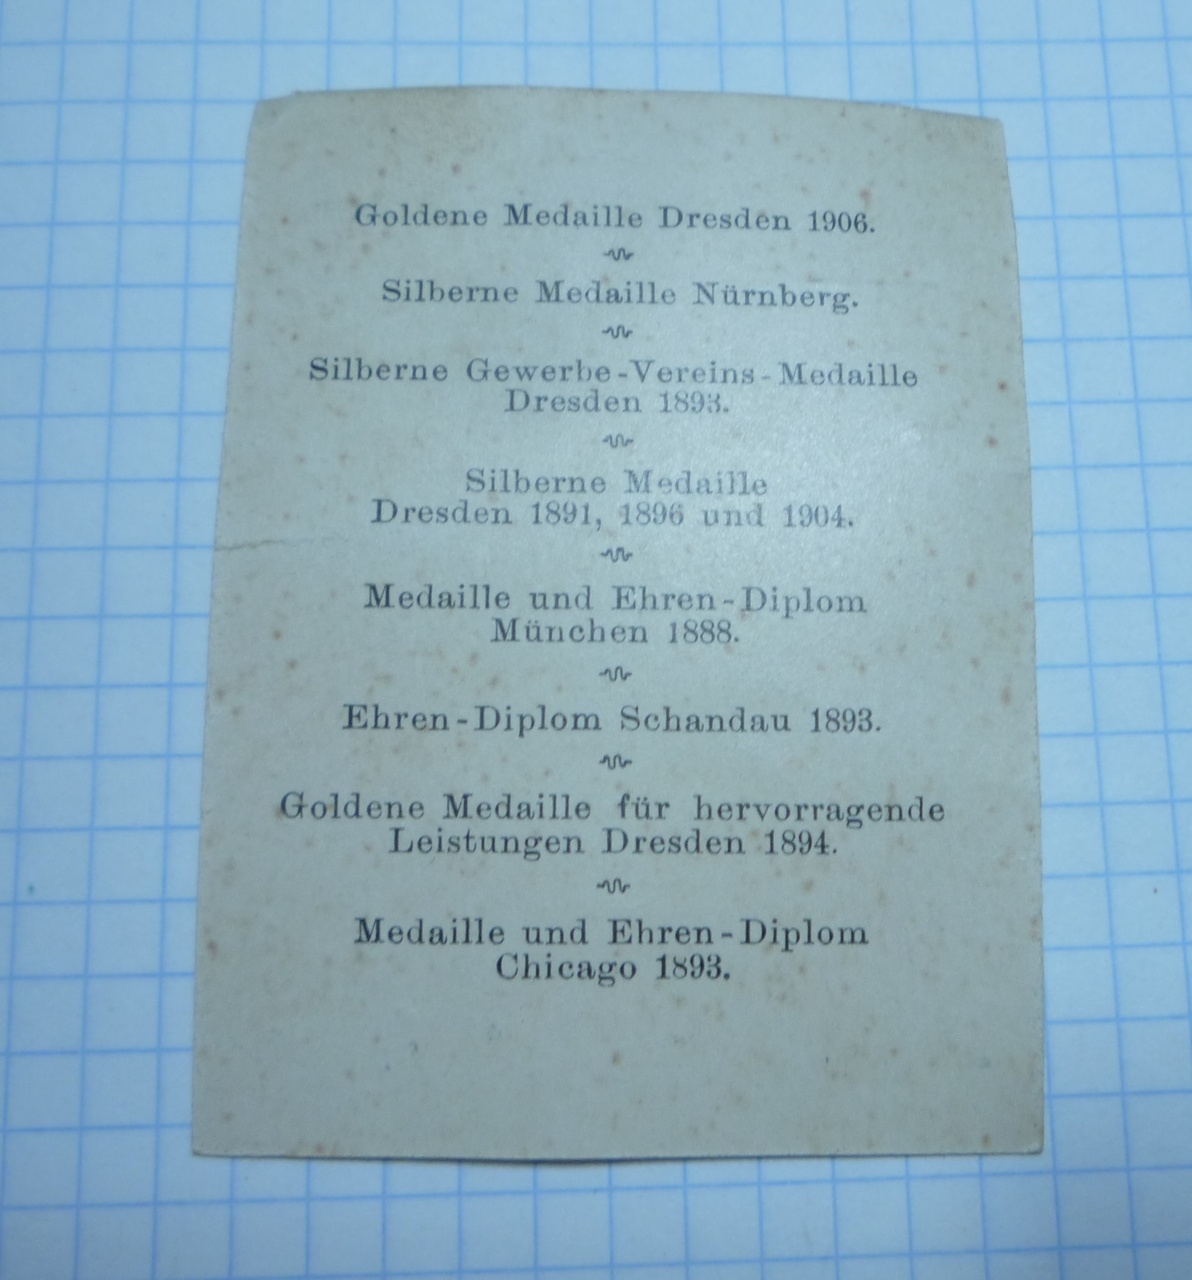 Goldene Medaille Dresden 1906.
Silberne Medaille Nürnberg.
Silberne Gewerbe-Vereins-Medaille
Dresden 1893.
Silberne Medaille
Dresden 1891, 1896 und 1904.
Medaille und Ehren-Diplom
München 1888.
Ehren-Diplom Schandau 1893.
Goldene Medaille für hervorragende
Leistungen Dresden 1894.
Medaille und Ehren-Diplom
Chicago 1893.